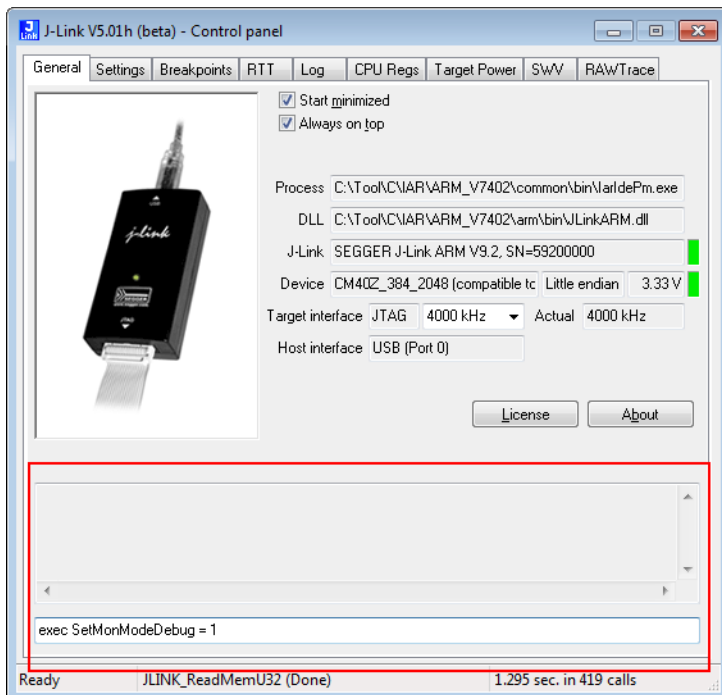 J-Link V5.01h (beta) - Control panel
General Settings Breakpoints RTT Log CPU Regs Target Power SWV RAWTrace
Start minimized
Always on top
Process C:\Tool\C\IAR\ARM_V7402\common\bin\IarIdePm.exe
DLL C:\Tool\C\IAR\ARM_V7402\arm\bin\JLinkARM.dll
J-Link SEGGER J-Link ARM V9.2, SN=59200000
Device CM40Z_384_2048 (compatible tc Little endian 3.33 V
Target interface JTAG 4000 kHz Actual 4000 kHz
Host interface USB (Port 0)
License About
j-link
SEGGER
JTAG
exec SetMonModeDebug = 1
Ready JLINK_ReadMemU32 (Done) 1.295 sec. in 419 calls